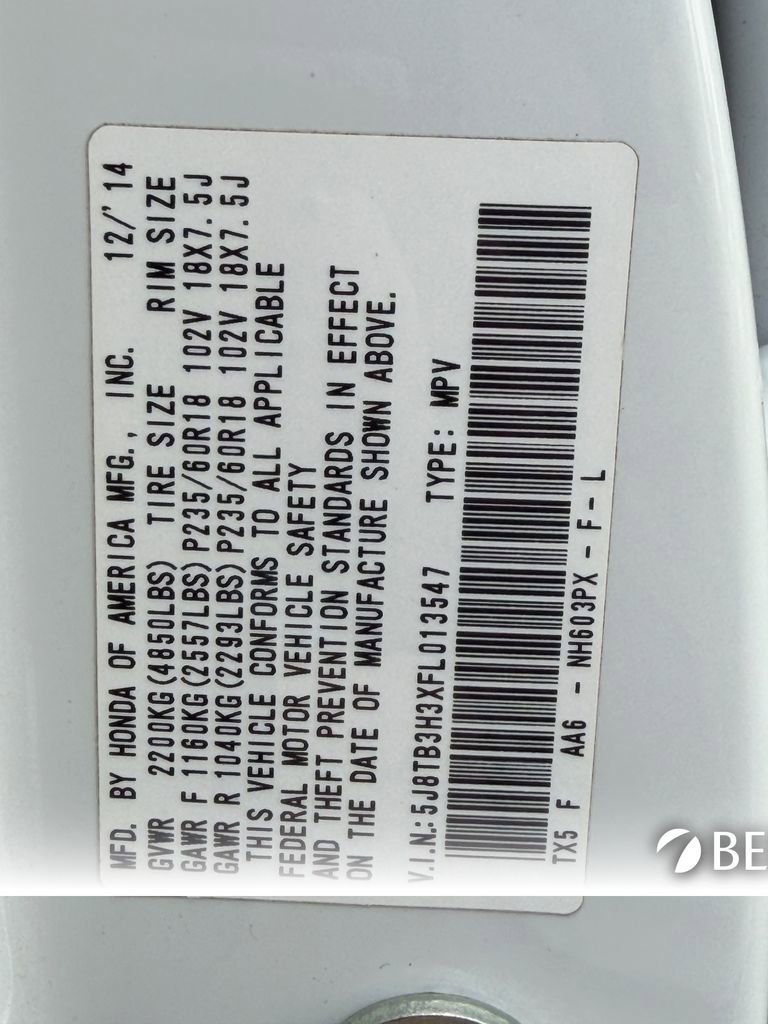 MFD. BY HONDA OF AMERICA MFG., INC. 12/'14
GVWR 2200KG(4850LBS) TIRE SIZE RIM SIZE
GAWR F 1160KG(2557LBS)P235/60R18 102V 18X7.5J
GAWR R 1040KG(2293LBS)P235/60R18 102V 18X7.5J
THIS VEHICLE CONFORMS TO ALL APPLICABLE
FEDERAL MOTOR VEHICLE SAFETY
AND THEFT PREVENTION STANDARDS IN EFFECT
ON THE DATE OF MANUFACTURE SHOWN ABOVE.
V.I.N.:5J8TB3H3XFL013547 TYPE: MPV
TX5 F AA6 - NH603PX - F-L
BE